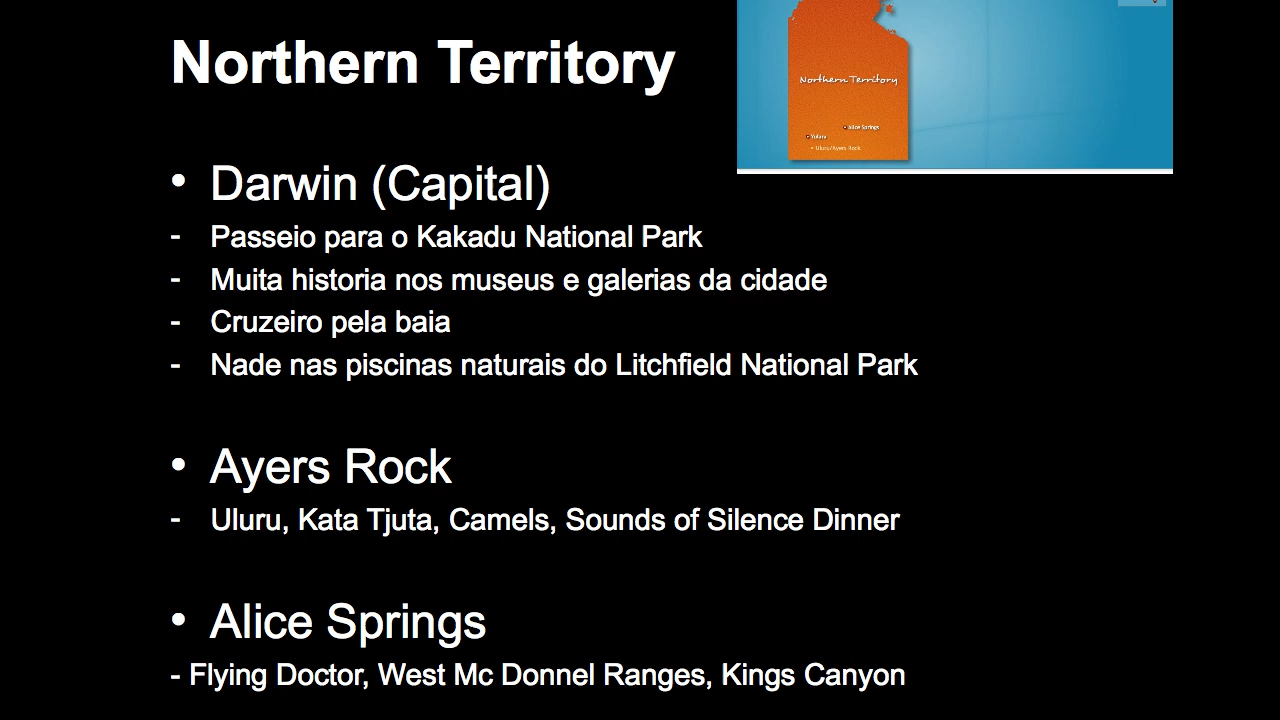 Northern Territory
Northern Territory
• Alice Springs
• Yulara
• Uluru/Ayers Rock
• Darwin (Capital)
- Passeio para o Kakadu National Park
- Muita historia nos museus e galerias da cidade
- Cruzeiro pela baia
- Nade nas piscinas naturais do Litchfield National Park
• Ayers Rock
- Uluru, Kata Tjuta, Camels, Sounds of Silence Dinner
• Alice Springs
- Flying Doctor, West Mc Donnel Ranges, Kings Canyon